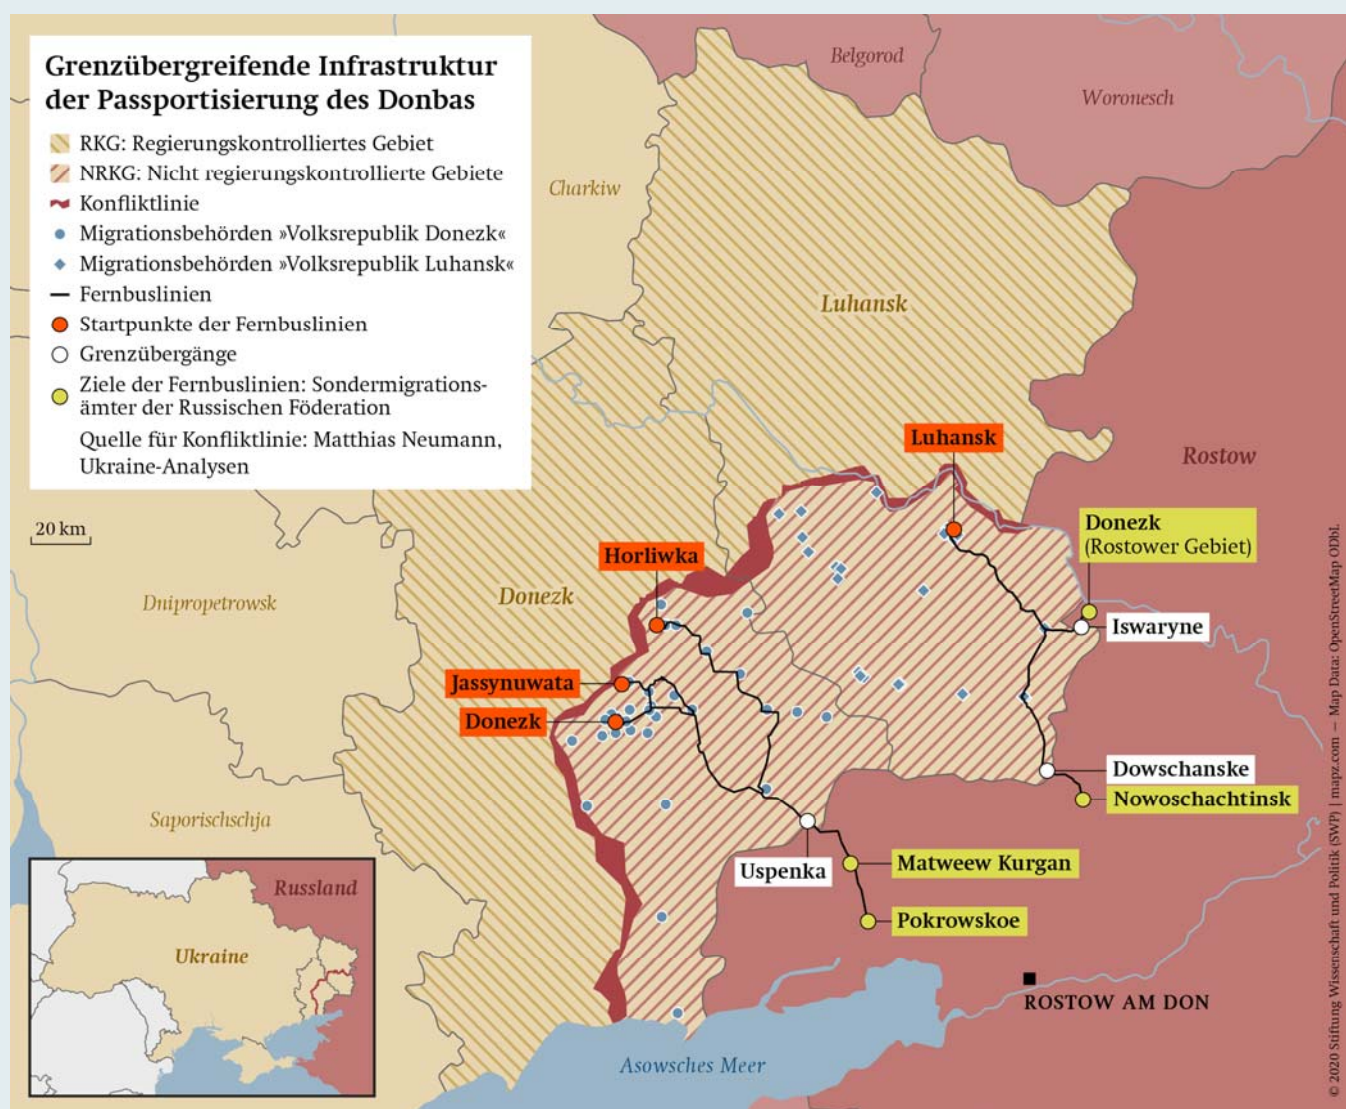 Grenzübergreifende Infrastruktur
der Passportisierung des Donbas
RKG: Regierungskontrolliertes Gebiet
NRKG: Nicht regierungskontrollierte Gebiete
Konfliktlinie
Migrationsbehörden »Volksrepublik Donezk«
Migrationsbehörden »Volksrepublik Luhansk«
Fernbuslinien
Startpunkte der Fernbuslinien
Grenzübergänge
Ziele der Fernbuslinien: Sondermigrations-
ämter der Russischen Föderation
Quelle für Konfliktlinie: Matthias Neumann,
Ukraine-Analysen
20 km
Belgorod
Woronesch
Charkiw
Luhansk
Luhansk
Rostow
Donezk
(Rostower Gebiet)
Horliwka
Donezk
Dnipropetrowsk
Iswaryne
Jassynuwata
Donezk
Dowschanske
Nowoschachtinsk
Saporischschja
Uspenka
Matweew Kurgan
Pokrowskoe
Russland
Ukraine
ROSTOW AM DON
Asowsches Meer
© 2020 Stiftung Wissenschaft und Politik (SWP) | mapz.com – Map Data: OpenStreetMap ODbL